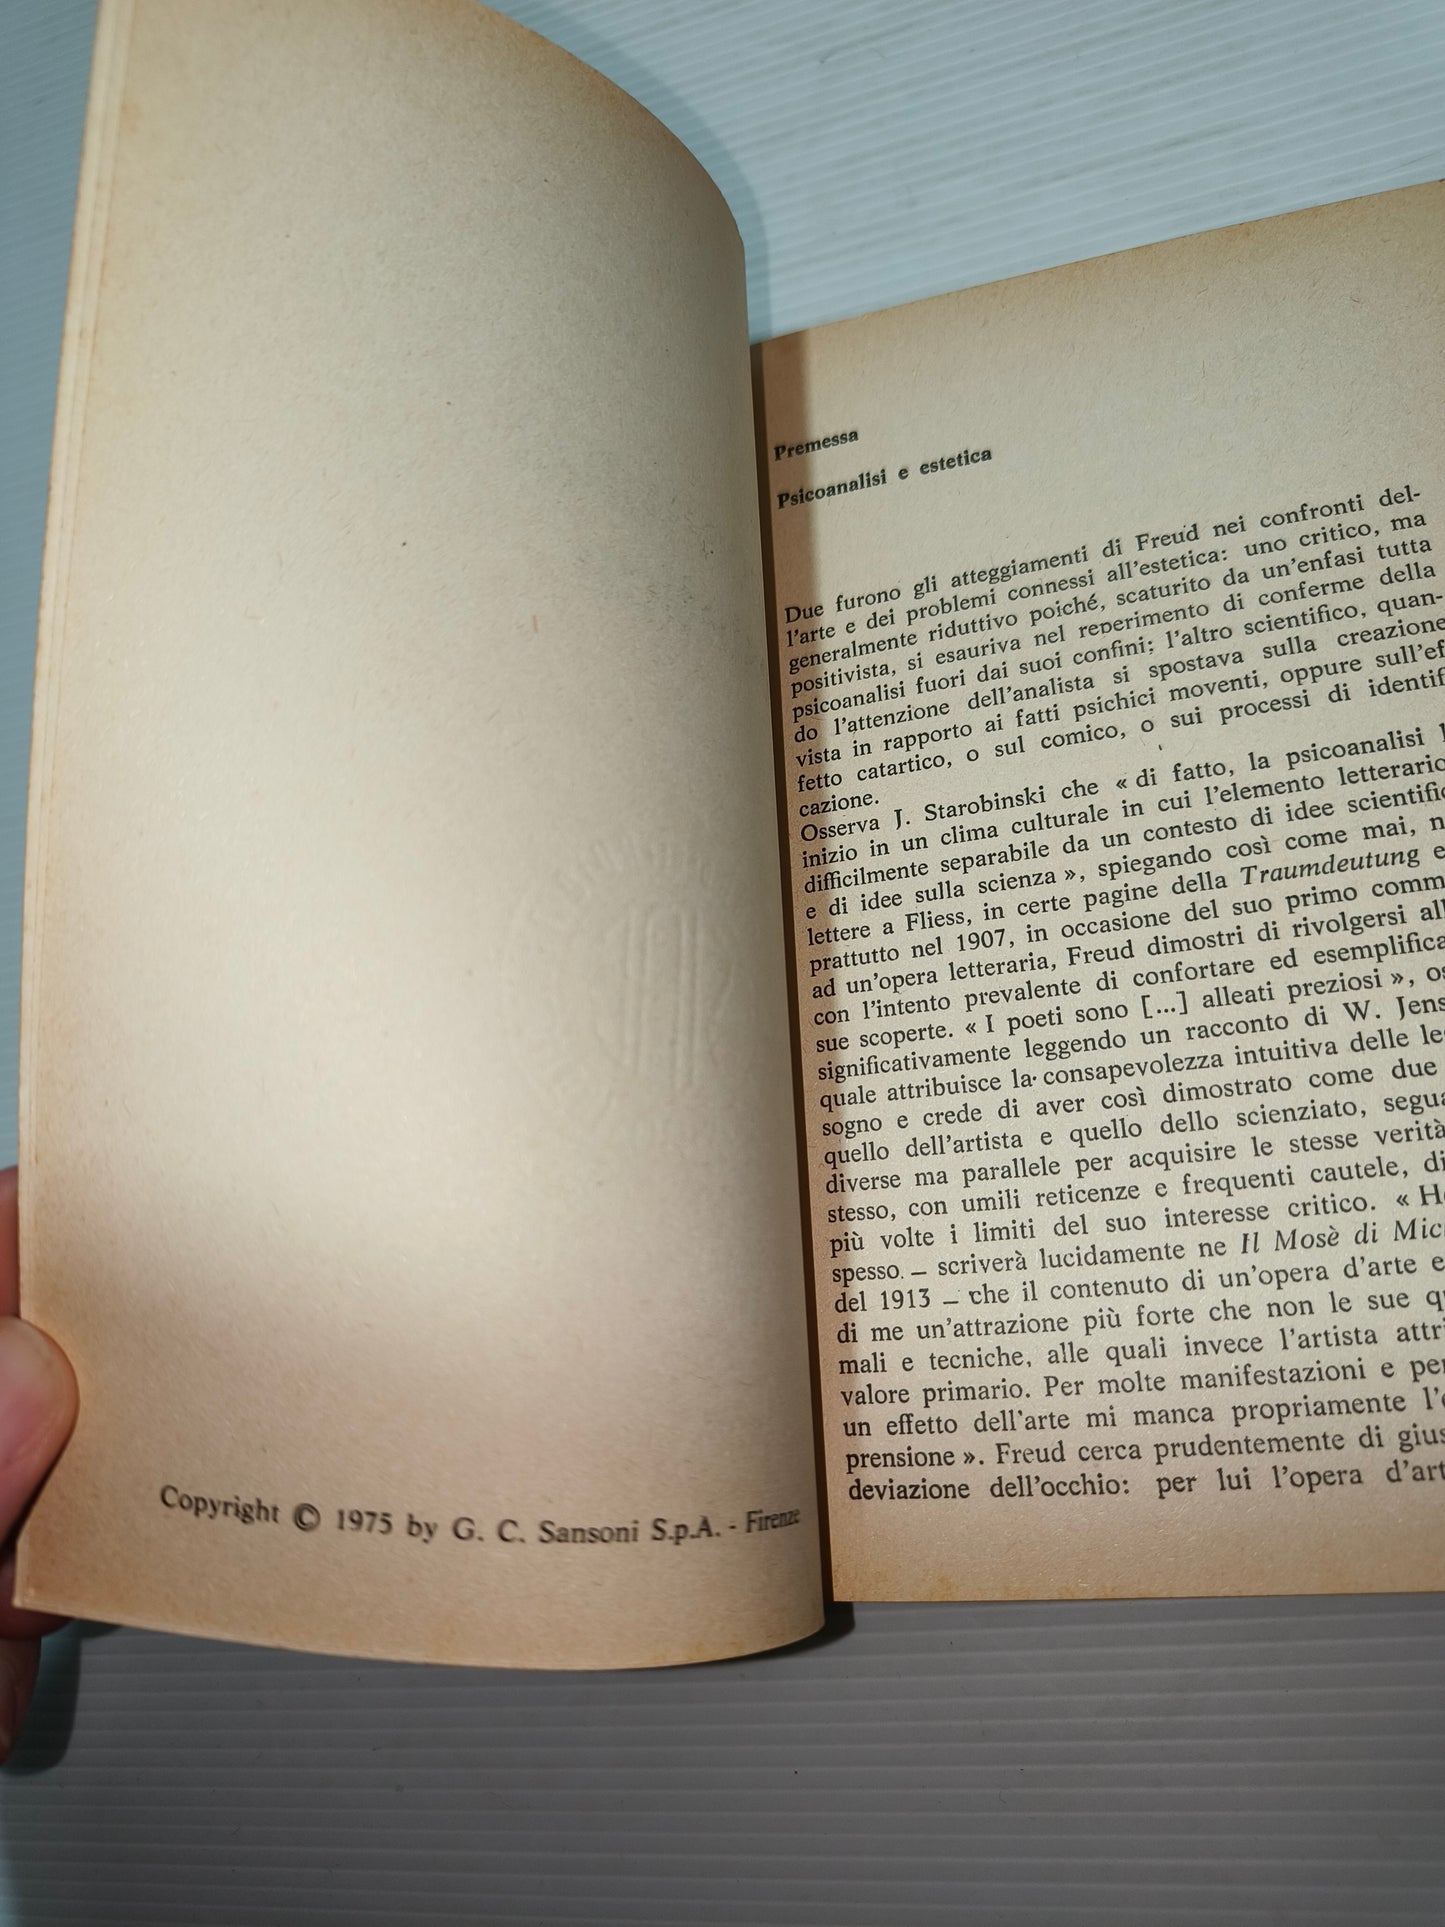 Copyright © 1975 by G. C. Sansoni S.p.A. - Firenze
Premessa
Psicoanalisi e estetica
Due furono gli atteggiamenti di Freud nei confronti del-
l'arte e dei problemi connessi all'estetica: uno critico, ma
generalmente riduttivo poiché, scaturito da un'enfasi tutta
positivista, si esauriva nel reperimento di conferme della
psicoanalisi fuori dai suoi confini; l'altro scientifico, quan-
do l'attenzione dell'analista si spostava sulla creazione
vista in rapporto ai fatti psichici moventi, oppure sull'ef
fetto catartico, o sul comico, o sui processi di identif
cazione.
Osserva J. Starobinski che « di fatto, la psicoanalisi
inizio in un clima culturale in cui l'elemento letterario
difficilmente separabile da un contesto di idee scientific
e di idee sulla scienza », spiegando così come mai, n
lettere a Fliess, in certe pagine della Traumdeutung e
prattutto nel 1907, in occasione del suo primo comm
ad un'opera letteraria, Freud dimostri di rivolgersi all
con l'intento prevalente di confortare ed esemplifica
sue scoperte. « I poeti sono [...] alleati preziosi », os
significativamente leggendo un racconto di W. Jens
quale attribuisce la consapevolezza intuitiva delle le
sogno e crede di aver così dimostrato come due
quello dell'artista e quello dello scienziato, segua
diverse ma parallele per acquisire le stesse verità
stesso, con umili reticenze e frequenti cautele, di
più volte i limiti del suo interesse critico. « H
spesso – scriverà lucidamente ne Il Mosè di Mic
del 1913 – che il contenuto di un'opera d'arte e
di me un'attrazione più forte che non le sue q
mali e tecniche, alle quali invece l'artista attri
valore primario. Per molte manifestazioni e per
un effetto dell'arte mi manca propriamente l'
prensione ». Freud cerca prudentemente di gius
deviazione dell'occhio: per lui l'opera d'art